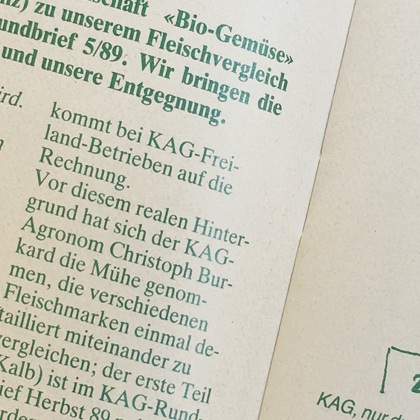 «Bio-Gemüse»
zu unserem Fleischvergleich
5/89. Wir bringen die
und unsere Entgegnung.
kommt bei KAG-Frei-
land-Betrieben auf die
Rechnung.
Vor diesem realen Hinter-
grund hat sich der KAG-
Agronom Christoph Bur-
kard die Mühe genom-
men, die verschiedenen
Fleischmarken einmal de-
tailliert miteinander zu
vergleichen; der erste Teil
Kalb) ist im KAG-Rund-
Herbst 89
KAG, nur